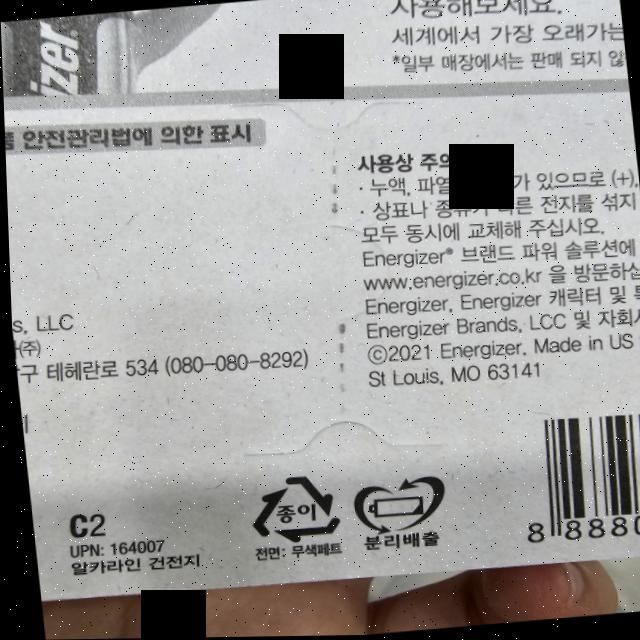 izer.
사용해보세요.
세계에서 가장 오래가는
*일부 매장에서는 판매 되지 않
안전관리법에 의한 표시
사용상 주의
· 누액, 파열 가 있으므로 (+)
· 상표나 종류가 다른 전지를 섞지
모두 동시에 교체해 주십시오.
Energizer® 브랜드 파워 솔루션에
www.energizer.co.kr 을 방문하십
Energizer, Energizer 캐릭터 및
Energizer Brands, LCC 및 자회사
©2021 Energizer. Made in US
St Louis, MO 63141
s, LLC
(주)
구 테헤란로 534 (080-080-8292)
C2
UPN: 164007
알카라인 건전지
종이
전면: 무색페트
분리배출
8 8880